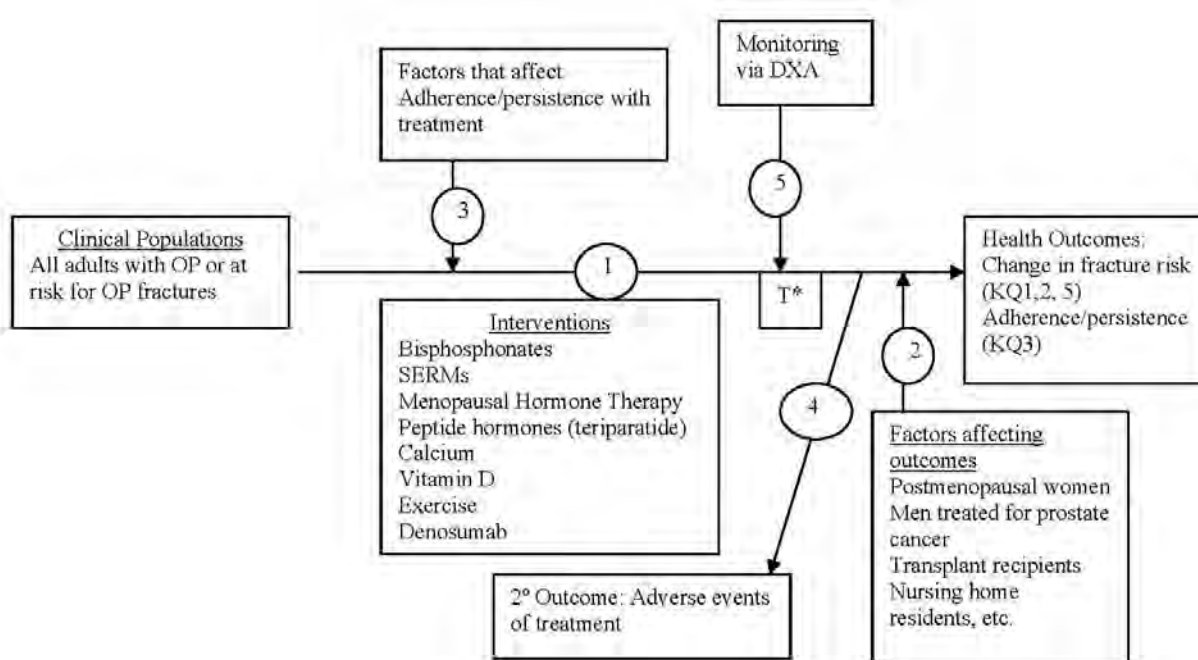 Factors that affect
Adherence/persistence with
treatment
Monitoring
via DXA
3
5
Clinical Populations
All adults with OP or at
risk for OP fractures
1
T*
Health Outcomes:
Change in fracture risk
(KQ1,2, 5)
Adherence/persistence
(KQ3)
Interventions
Bisphosphonates
SERMs
Menopausal Hormone Therapy
Peptide hormones (teriparatide)
Calcium
Vitamin D
Exercise
Denosumab
2
4
Factors affecting
outcomes
Postmenopausal women
Men treated for prostate
cancer
Transplant recipients
Nursing home
residents, etc.
2º Outcome: Adverse events
of treatment